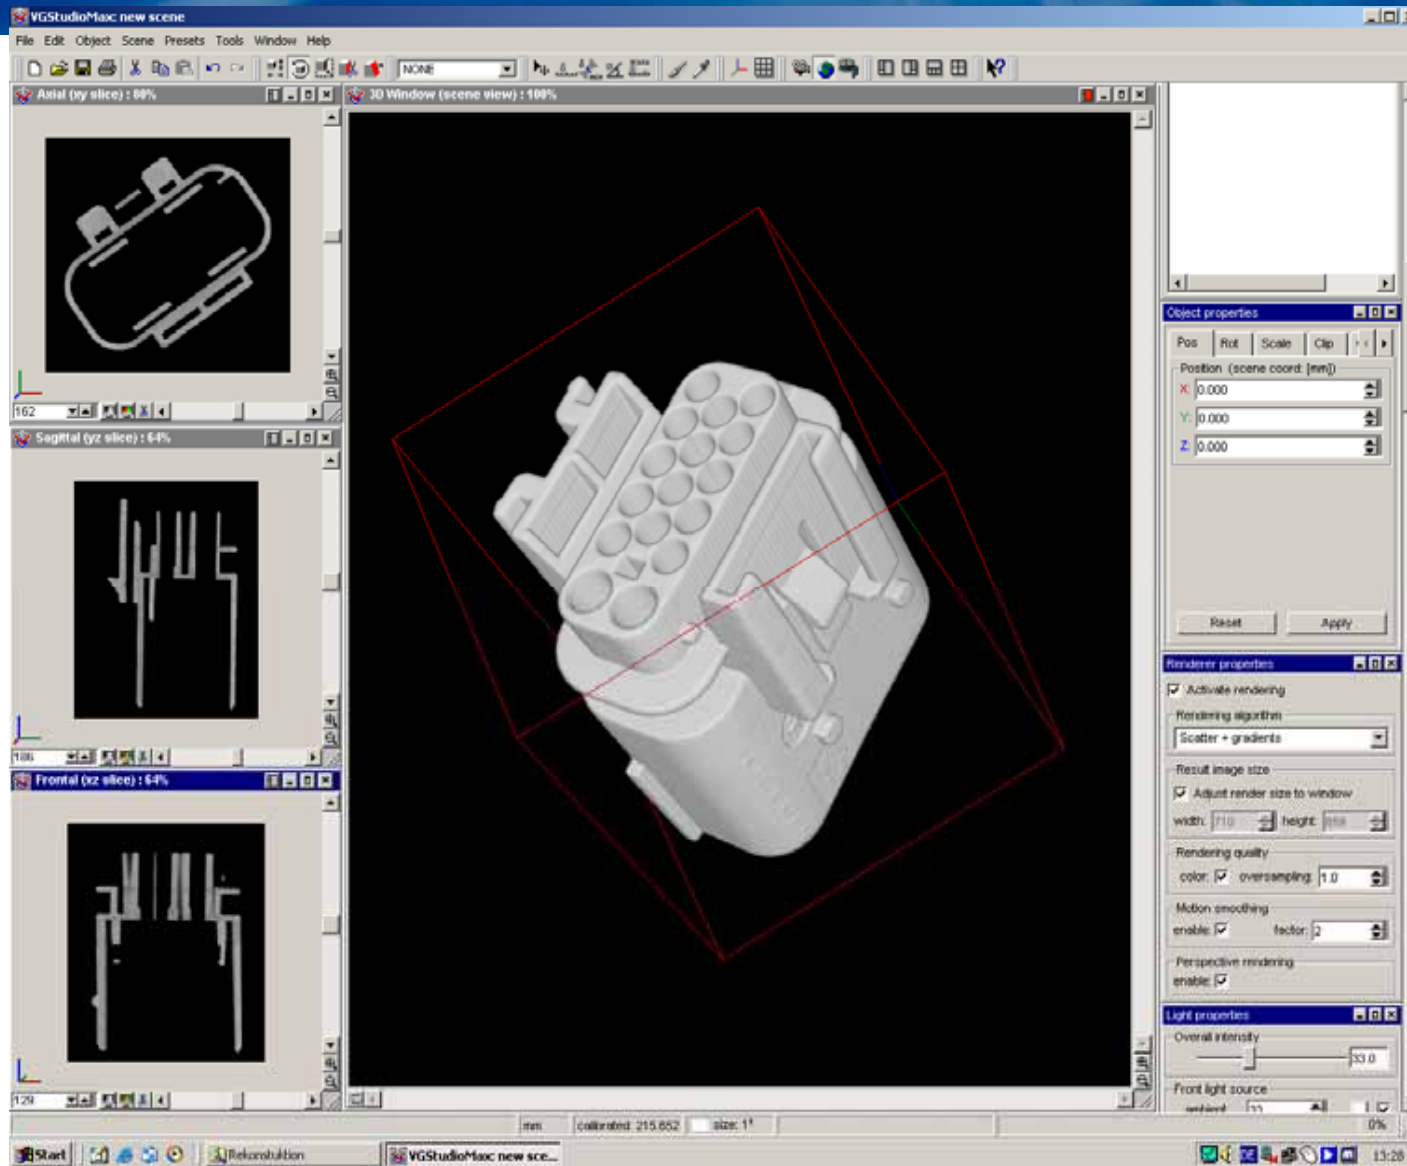 VGStudioMax: new scene
File Edit Object Scene Presets Tools Window Help
NONE
Axial (xy slice) : 80%
3D Window (scene view) : 100%
162
Sagittal (yz slice) : 64%
186
Frontal (xz slice) : 64%
129
Object properties
Pos Rot Scale Clip
Position (scene coord. [mm])
X: 0.000
Y: 0.000
Z: 0.000
Reset Apply
Renderer properties
Activate rendering
Rendering algorithm
Scatter + gradients
Result image size
Adjust render size to window
width: 710 height:
Rendering quality
color: oversampling: 1.0
Motion smoothing
enable: factor: 2
Perspective rendering
enable:
Light properties
Overall intensity
33.0
Front light source
ambient
mm calibrated: 215.652 size: 1°
0%
Start Rekonstuktion VGStudioMax: new sce... 13:28